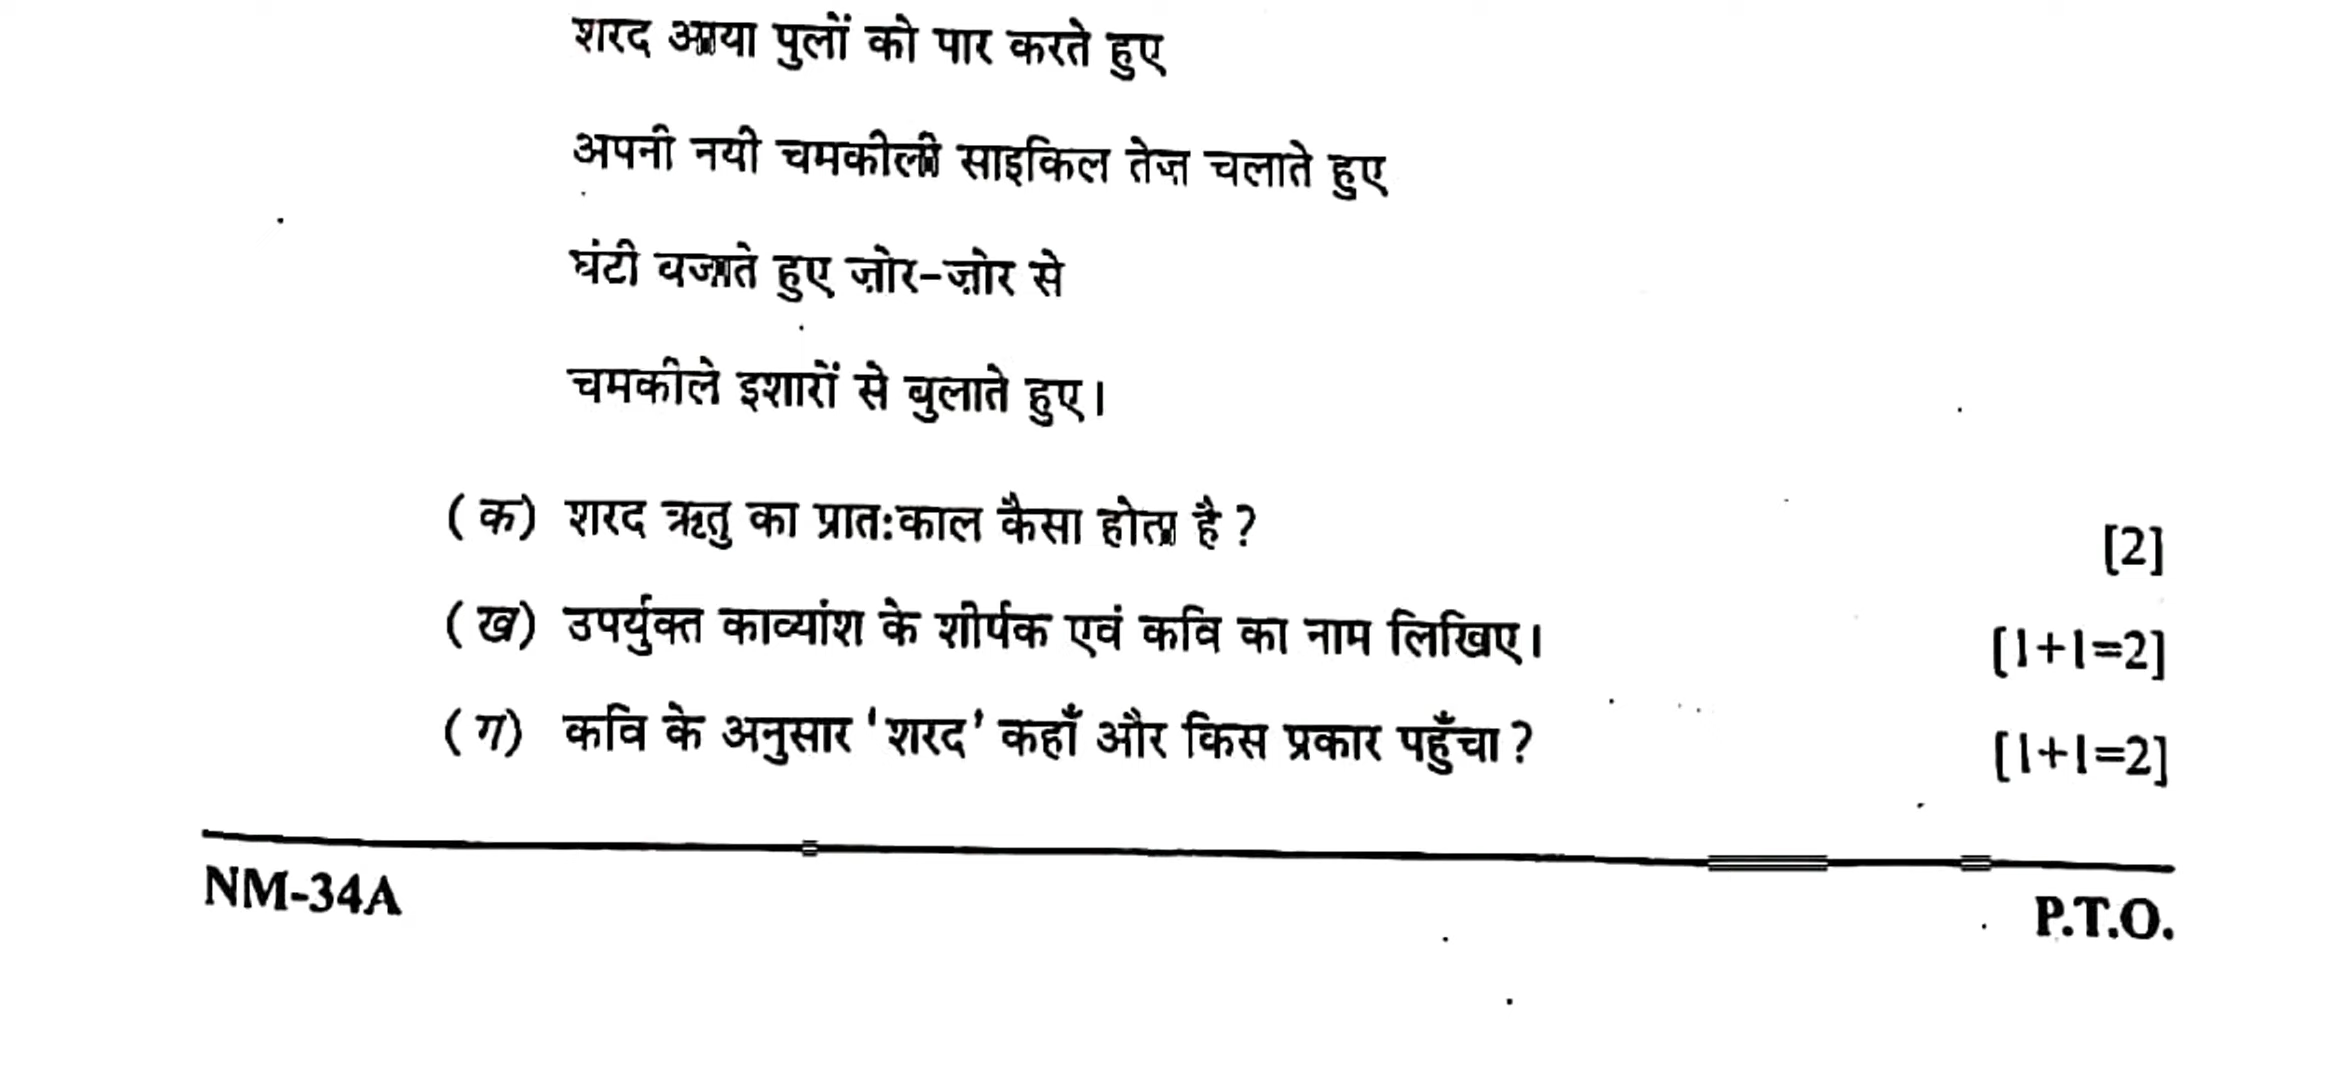 शरद आया पुलों को पार करते हुए
अपनी नयी चमकीली साइकिल तेज़ चलाते हुए
घंटी बजाते हुए ज़ोर-ज़ोर से
चमकीले इशारों से बुलाते हुए।
(क) शरद ऋतु का प्रात:काल कैसा होता है ? [2]
(ख) उपर्युक्त काव्यांश के शीर्षक एवं कवि का नाम लिखिए। [1+1=2]
(ग) कवि के अनुसार 'शरद' कहाँ और किस प्रकार पहुँचा ? [1+1=2]
NM-34A P.T.O.